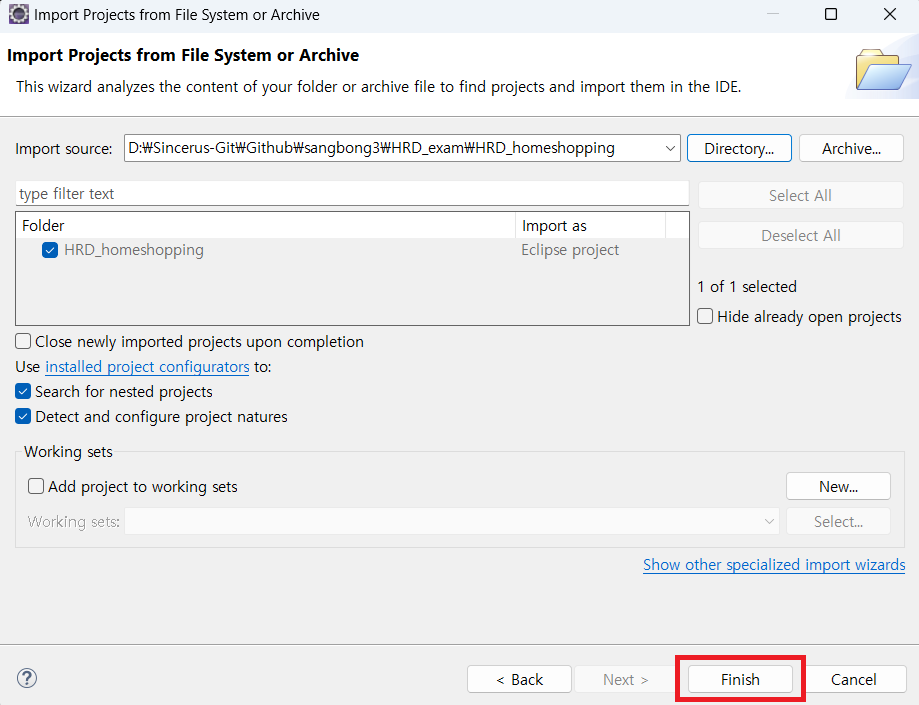 Import Projects from File System or Archive
Import Projects from File System or Archive
This wizard analyzes the content of your folder or archive file to find projects and import them in the IDE.
Import source: D:₩Sincerus-Git₩Github₩sangbong3₩HRD_exam₩HRD_homeshopping Directory... Archive...
type filter text Select All
Folder Import as
Deselect All
HRD_homeshopping Eclipse project
1 of 1 selected
Hide already open projects
Close newly imported projects upon completion
Use installed project configurators to:
Search for nested projects
Detect and configure project natures
Working sets
Add project to working sets New...
Working sets: Select...
Show other specialized import wizards
? < Back Next > Finish Cancel